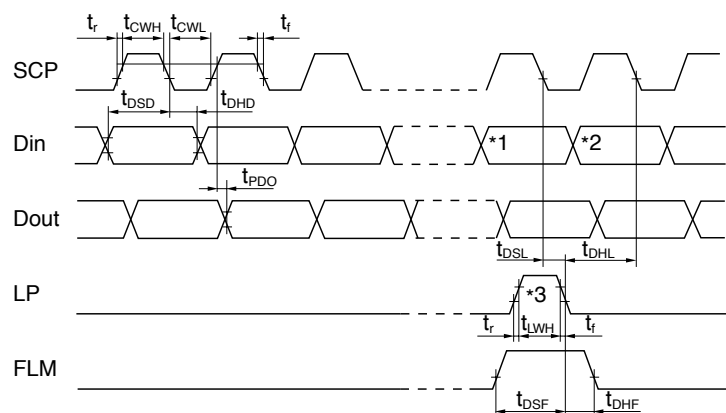 tr tCWH tCWL tf
SCP
tDSD tDHD
Din *1 *2
tPDO
Dout
tDSL tDHL
LP *3
tr tLWH tf
FLM
tDSF tDHF